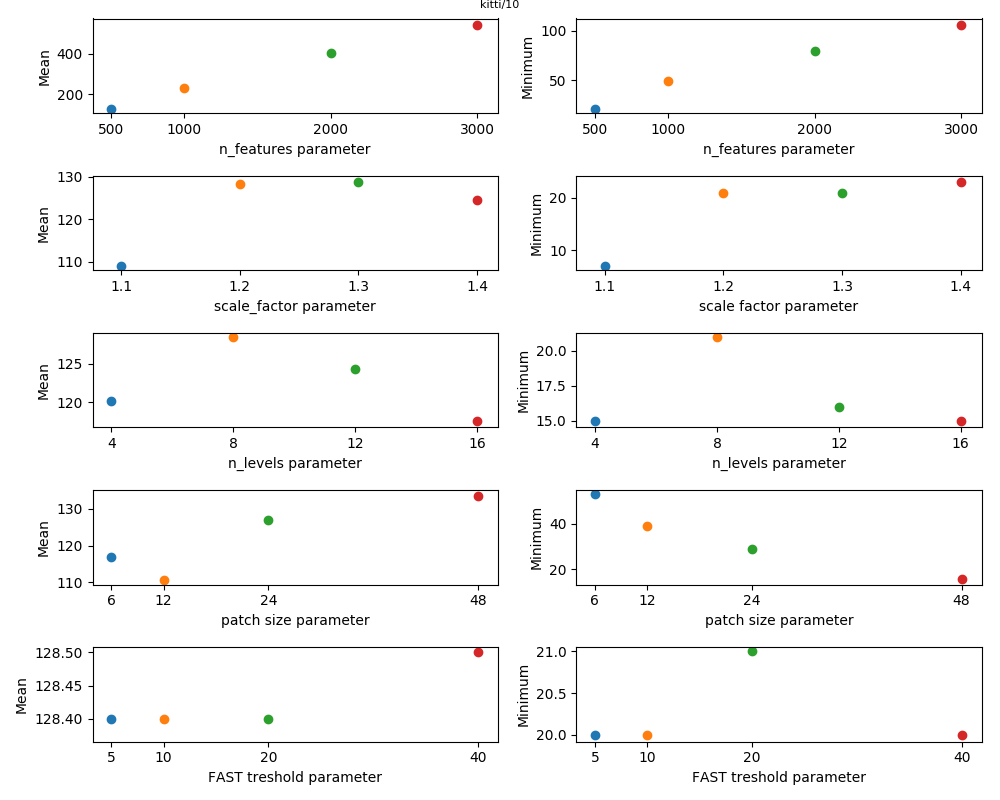 kitti/10
Mean
400
200
500 1000 2000 3000
n_features parameter
Minimum
100
50
500 1000 2000 3000
n_features parameter
Mean
130
120
110
1.1 1.2 1.3 1.4
scale_factor parameter
Minimum
20
10
1.1 1.2 1.3 1.4
scale factor parameter
Mean
125
120
4 8 12 16
n_levels parameter
Minimum
20.0
17.5
15.0
4 8 12 16
n_levels parameter
Mean
130
120
110
6 12 24 48
patch size parameter
Minimum
40
20
6 12 24 48
patch size parameter
Mean
128.50
128.45
128.40
5 10 20 40
FAST treshold parameter
Minimum
21.0
20.5
20.0
5 10 20 40
FAST treshold parameter